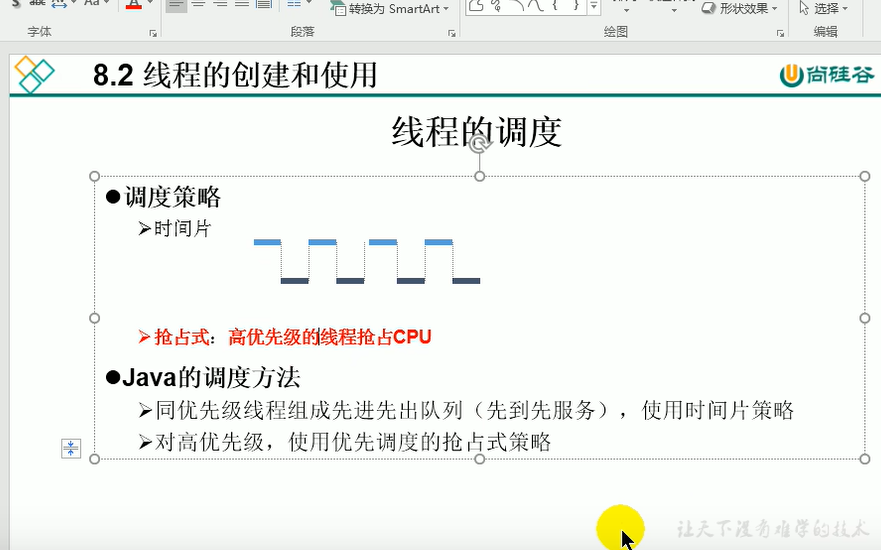 abc
Aa
A
转换为 SmartArt
形状效果
选择
字体
段落
绘图
编辑
8.2 线程的创建和使用
尚硅谷
线程的调度
●调度策略
➢时间片
➢抢占式：高优先级的线程抢占CPU
●Java的调度方法
➢同优先级线程组成先进先出队列（先到先服务），使用时间片策略
➢对高优先级，使用优先调度的抢占式策略
让天下没有难学的技术